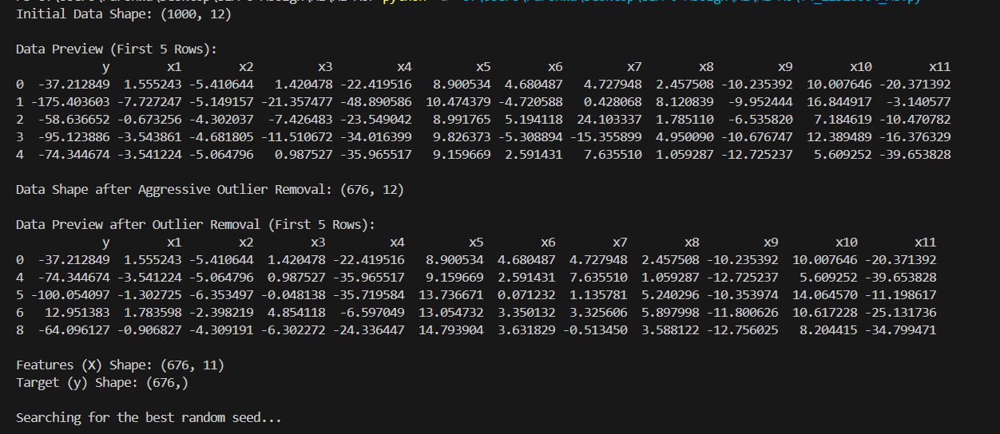 Initial Data Shape: (1000, 12)
Data Preview (First 5 Rows):
y x1 x2 x3 x4 x5 x6 x7 x8 x9 x10 x11
0 -37.212849 1.555243 -5.410644 1.420478 -22.419516 8.900534 4.680487 4.727948 2.457508 -10.235392 10.007646 -20.371392
1 -175.403603 -7.727247 -5.149157 -21.357477 -48.890586 10.474379 -4.720588 0.428068 8.120839 -9.952444 16.844917 -3.140577
2 -58.636652 -0.673256 -4.302037 -7.426483 -23.549042 8.991765 5.194118 24.103337 1.785110 -6.535820 7.184619 -10.470782
3 -95.123886 -3.543861 -4.681805 -11.510672 -34.016399 9.826373 -5.308894 -15.355899 4.950090 -10.676747 12.389489 -16.376329
4 -74.344674 -3.541224 -5.064796 0.987527 -35.965517 9.159669 2.591431 7.635510 1.059287 -12.725237 5.609252 -39.653828
Data Shape after Aggressive Outlier Removal: (676, 12)
Data Preview after Outlier Removal (First 5 Rows):
y x1 x2 x3 x4 x5 x6 x7 x8 x9 x10 x11
0 -37.212849 1.555243 -5.410644 1.420478 -22.419516 8.900534 4.680487 4.727948 2.457508 -10.235392 10.007646 -20.371392
4 -74.344674 -3.541224 -5.064796 0.987527 -35.965517 9.159669 2.591431 7.635510 1.059287 -12.725237 5.609252 -39.653828
5 -100.054097 -1.302725 -6.353497 -0.048138 -35.719584 13.736671 0.071232 1.135781 5.240296 -10.353974 14.064570 -11.198617
6 12.951383 1.783598 -2.398219 4.854118 -6.597049 13.054732 3.350132 3.325606 5.897998 -11.800626 10.617228 -25.131736
8 -64.096127 -0.906827 -4.309191 -6.302272 -24.336447 14.793904 3.631829 -0.513450 3.588122 -12.756025 8.204415 -34.799471
Features (X) Shape: (676, 11)
Target (y) Shape: (676,)
Searching for the best random seed...